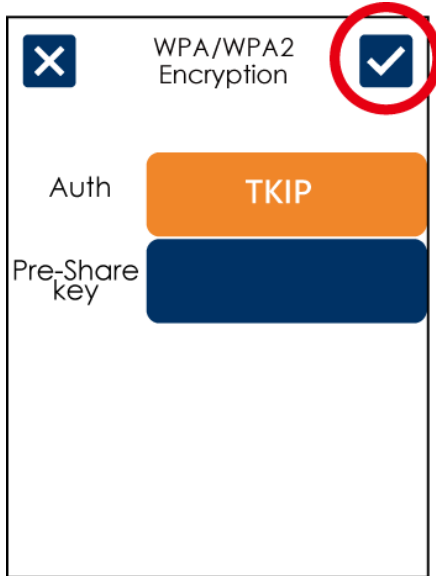 WPA/WPA2
Encryption
Auth
TKIP
Pre-Share
key